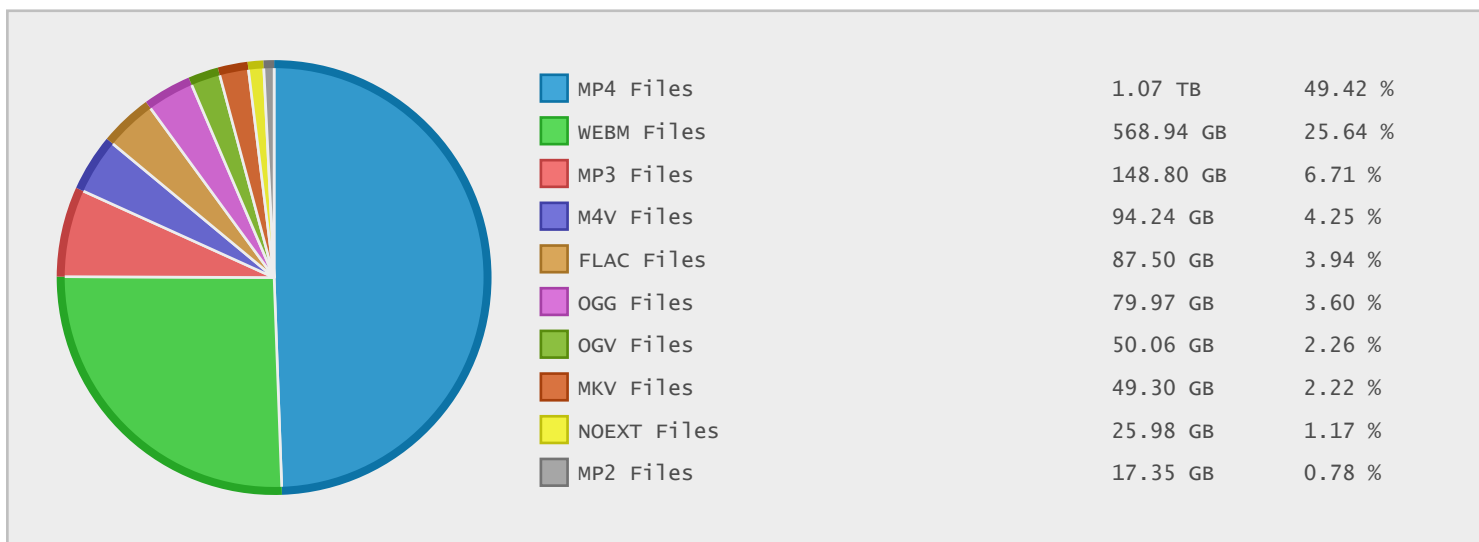 MP4 Files 1.07 TB 49.42 %
WEBM Files 568.94 GB 25.64 %
MP3 Files 148.80 GB 6.71 %
M4V Files 94.24 GB 4.25 %
FLAC Files 87.50 GB 3.94 %
OGG Files 79.97 GB 3.60 %
OGV Files 50.06 GB 2.26 %
MKV Files 49.30 GB 2.22 %
NOEXT Files 25.98 GB 1.17 %
MP2 Files 17.35 GB 0.78 %